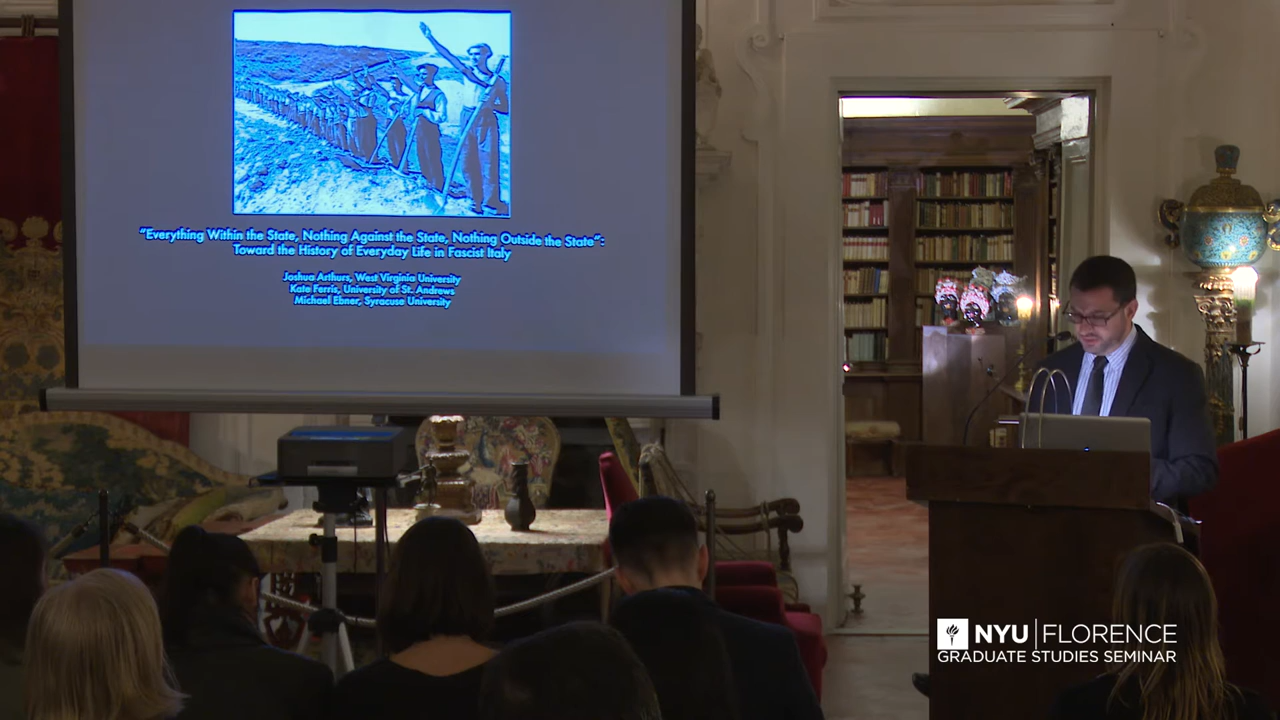 "Everything Within the State, Nothing Against the State, Nothing Outside the State":
Toward the History of Everyday Life in Fascist Italy
Joshua Arthurs, West Virginia University
Kate Ferris, University of St. Andrews
Michael Ebner, Syracuse University
NYU FLORENCE
GRADUATE STUDIES SEMINAR